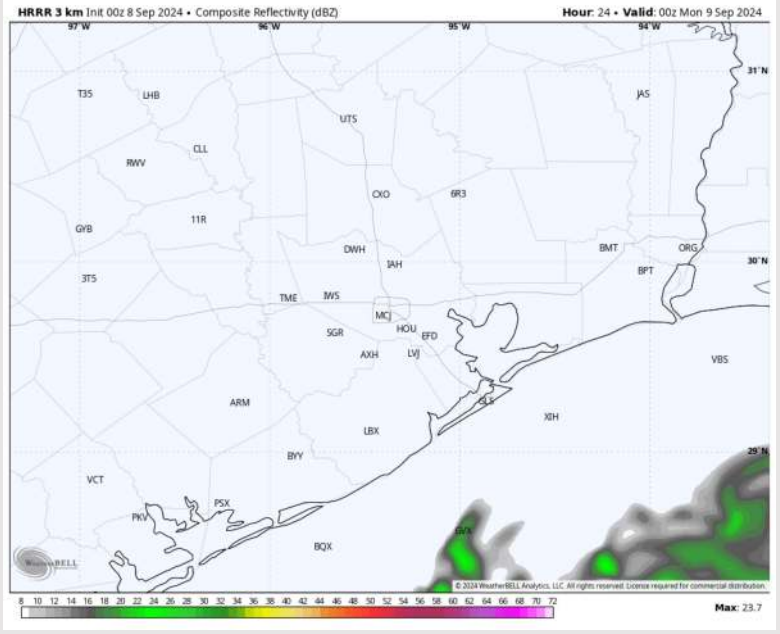 HRRR 3 km Init 00z 8 Sep 2024 • Composite Reflectivity (dBZ)
Hour: 24 • Valid: 00z Mon 9 Sep 2024
97°W 96°W 95°W 94°W
31°N
T35 LHB JAS
UTS
CLL
RWV
CXO 6R3
11R
GYB
DWH BMT ORG
IAH
30°N
3T5 BPT
TME IWS
MCJ
SGR HOU EFD
AXH LVJ
VBS
ARM GLS
XIH
LBX
BYY 29°N
VCT
PKV PSX
GVX
BQX
WeatherBELL
© 2024 WeatherBELL Analytics, LLC. All rights reserved. License required for commercial distribution.
8 10 12 14 16 18 20 22 24 26 28 30 32 34 36 38 40 42 44 46 48 50 52 53 55 56 58 60 62 64 66 68 70 72
Max: 23.7